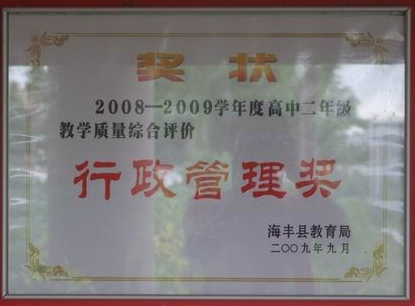 奖状
2008—2009学年度高中二年级
教学质量综合评价
行政管理奖
海丰县教育局
二〇〇九年九月